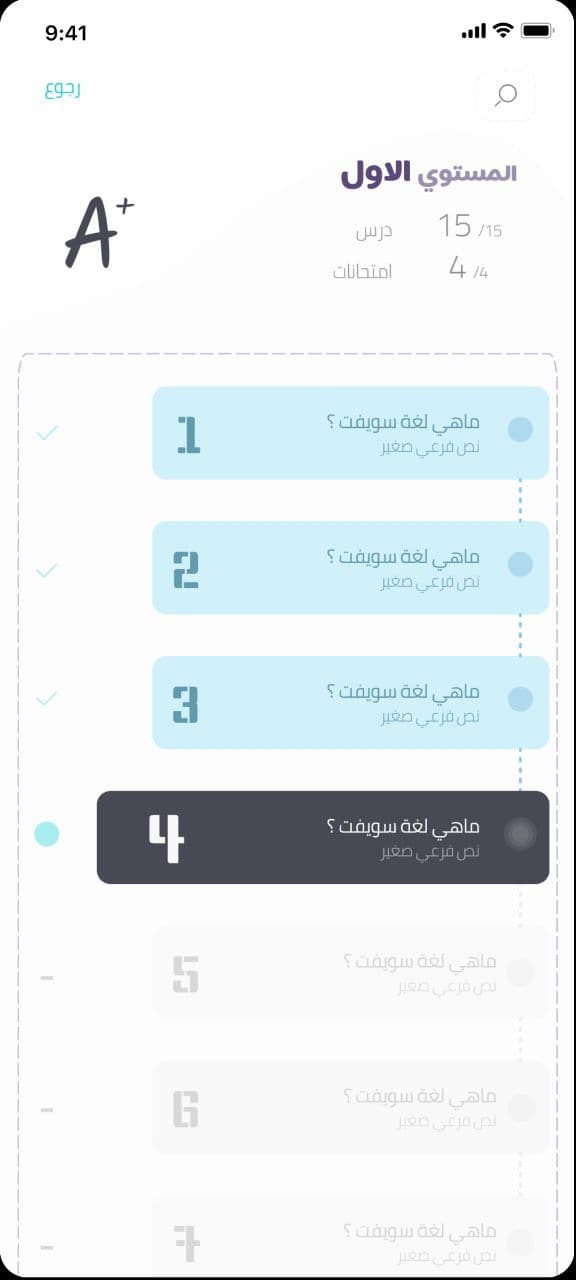 9:41
رجوع
المستوي الاول
A+
15 /15 درس
4 /4 امتحانات
ماهي لغة سويفت ؟
نص فرعي صغير
1
ماهي لغة سويفت ؟
نص فرعي صغير
2
ماهي لغة سويفت ؟
نص فرعي صغير
3
ماهي لغة سويفت ؟
نص فرعي صغير
4
ماهي لغة سويفت ؟
نص فرعي صغير
5
ماهي لغة سويفت ؟
نص فرعي صغير
6
ماهي لغة سويفت ؟
نص فرعي صغير
7